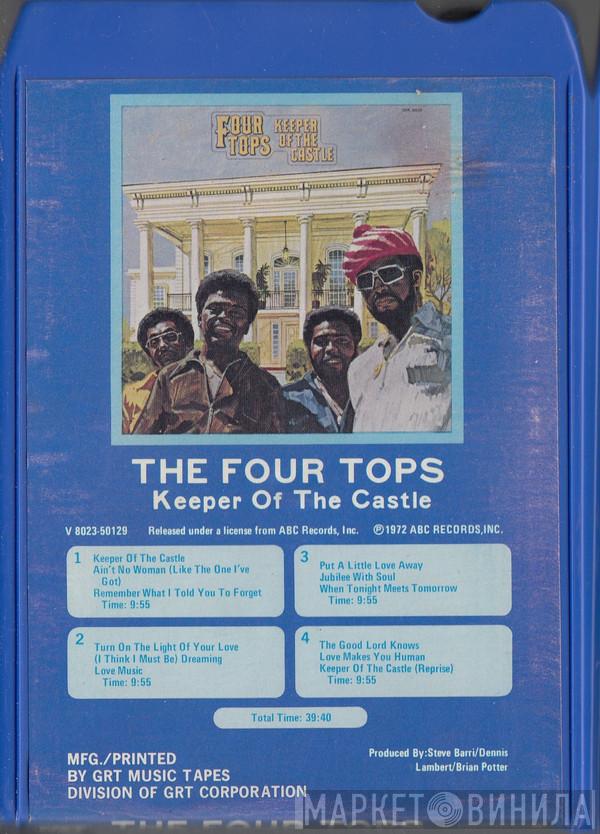 FOUR TOPS KEEPER OF THE CASTLE
THE FOUR TOPS
Keeper Of The Castle
V 8023-50129 Released under a license from ABC Records, Inc. ℗1972 ABC RECORDS,INC.
1 Keeper Of The Castle
Ain't No Woman (Like The One I've
Got)
Remember What I Told You To Forget
Time: 9:55
2 Turn On The Light Of Your Love
(I Think I Must Be) Dreaming
Love Music
Time: 9:55
3 Put A Little Love Away
Jubilee With Soul
When Tonight Meets Tomorrow
Time: 9:55
4 The Good Lord Knows
Love Makes You Human
Keeper Of The Castle (Reprise)
Time: 9:55
Total Time: 39:40
MFG./PRINTED
BY GRT MUSIC TAPES
DIVISION OF GRT CORPORATION
Produced By:Steve Barri/Dennis
Lambert/Brian Potter
МАРКЕТ ВИНИЛА